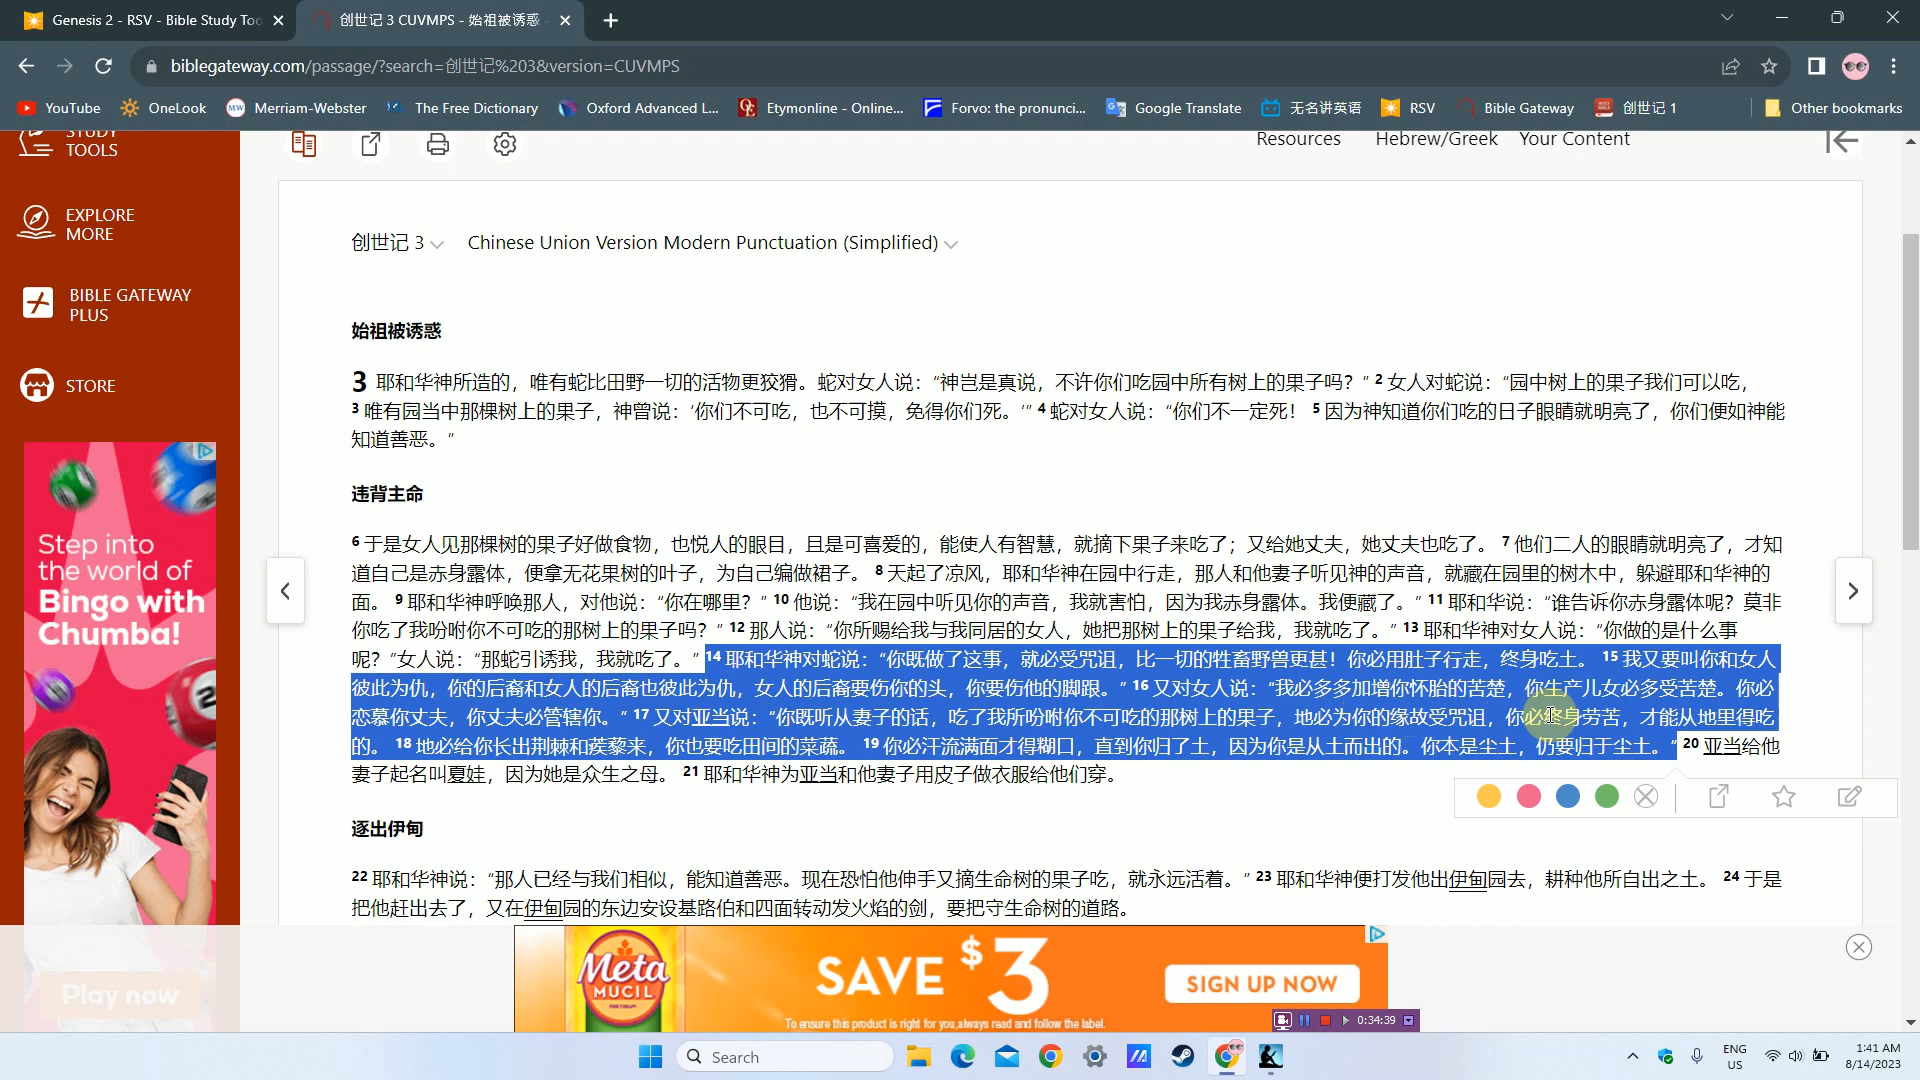 Genesis 2 - RSV - Bible Study Too
创世记 3 CUVMPS - 始祖被诱惑
biblegateway.com/passage/?search=创世记%203&version=CUVMPS
YouTube
OneLook
Merriam-Webster
The Free Dictionary
Oxford Advanced L...
Etymonline - Online...
Forvo: the pronunci...
Google Translate
无名讲英语
RSV
Bible Gateway
创世记 1
Other bookmarks
STUDY
TOOLS
EXPLORE
MORE
BIBLE GATEWAY
PLUS
STORE
Resources
Hebrew/Greek
Your Content
创世记 3
Chinese Union Version Modern Punctuation (Simplified)
始祖被诱惑
3 耶和华神所造的，唯有蛇比田野一切的活物更狡猾。蛇对女人说：“神岂是真说，不许你们吃园中所有树上的果子吗？” 2 女人对蛇说：“园中树上的果子我们可以吃，
3 唯有园当中那棵树上的果子，神曾说：‘你们不可吃，也不可摸，免得你们死。’” 4 蛇对女人说：“你们不一定死！ 5 因为神知道你们吃的日子眼睛就明亮了，你们便如神能
知道善恶。”
违背主命
6 于是女人见那棵树的果子好做食物，也悦人的眼目，且是可喜爱的，能使人有智慧，就摘下果子来吃了；又给她丈夫，她丈夫也吃了。 7 他们二人的眼睛就明亮了，才知
道自己是赤身露体，便拿无花果树的叶子，为自己编做裙子。 8 天起了凉风，耶和华神在园中行走，那人和他妻子听见神的声音，就藏在园里的树木中，躲避耶和华神的
面。 9 耶和华神呼唤那人，对他说：“你在哪里？” 10 他说：“我在园中听见你的声音，我就害怕，因为我赤身露体。我便藏了。” 11 耶和华说：“谁告诉你赤身露体呢？莫非
你吃了我吩咐你不可吃的那树上的果子吗？” 12 那人说：“你所赐给我与我同居的女人，她把那树上的果子给我，我就吃了。” 13 耶和华神对女人说：“你做的是什么事
呢？”女人说：“那蛇引诱我，我就吃了。” 14 耶和华神对蛇说：“你既做了这事，就必受咒诅，比一切的牲畜野兽更甚！你必用肚子行走，终身吃土。 15 我又要叫你和女人
彼此为仇，你的后裔和女人的后裔也彼此为仇，女人的后裔要伤你的头，你要伤他的脚跟。” 16 又对女人说：“我必多多加增你怀胎的苦楚，你生产儿女必多受苦楚。你必
恋慕你丈夫，你丈夫必管辖你。” 17 又对亚当说：“你既听从妻子的话，吃了我所吩咐你不可吃的那树上的果子，地必为你的缘故受咒诅，你必终身劳苦，才能从地里得吃
的。 18 地必给你长出荆棘和蒺藜来，你也要吃田间的菜蔬。 19 你必汗流满面才得糊口，直到你归了土，因为你是从土而出的。你本是尘土，仍要归于尘土。” 20 亚当给他
妻子起名叫夏娃，因为她是众生之母。 21 耶和华神为亚当和他妻子用皮子做衣服给他们穿。
逐出伊甸
22 耶和华神说：“那人已经与我们相似，能知道善恶。现在恐怕他伸手又摘生命树的果子吃，就永远活着。” 23 耶和华神便打发他出伊甸园去，耕种他所自出之土。 24 于是
把他赶出去了，又在伊甸园的东边安设基路伯和四面转动发火焰的剑，要把守生命树的道路。
Step into
the world of
Bingo with
Chumba!
Play now
Meta
MUCIL
SAVE $3
SIGN UP NOW
To ensure this product is right for you, always read and follow the label.
0:34:39
Search
ENG
US
1:41 AM
8/14/2023